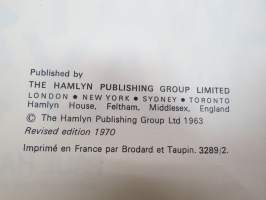 Published by
THE HAMLYN PUBLISHING GROUP LIMITED
LONDON • NEW YORK • SYDNEY • TORONTO
Hamlyn House, Feltham, Middlesex, England
© The Hamlyn Publishing Group Ltd 1963
Revised edition 1970
Imprimé en France par Brodard et Taupin. 3289/2.